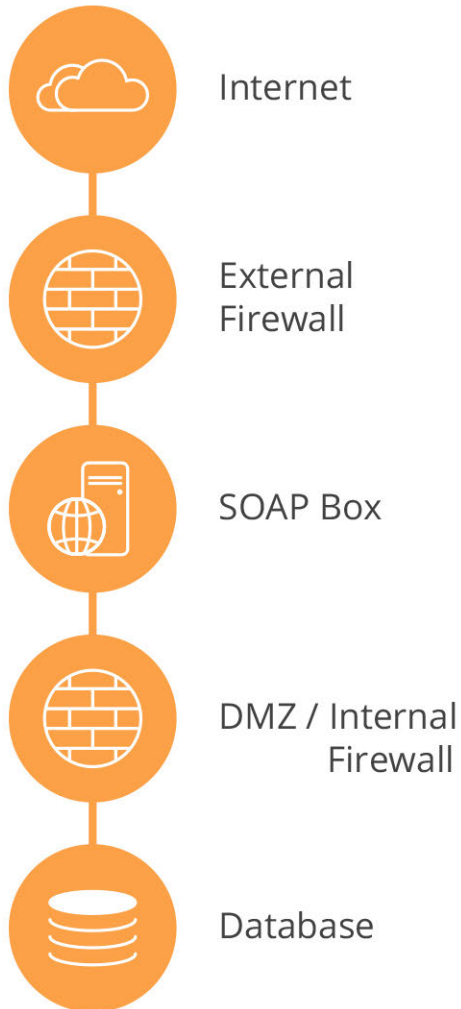 Internet
External
Firewall
SOAP Box
DMZ / Internal
Firewall
Database